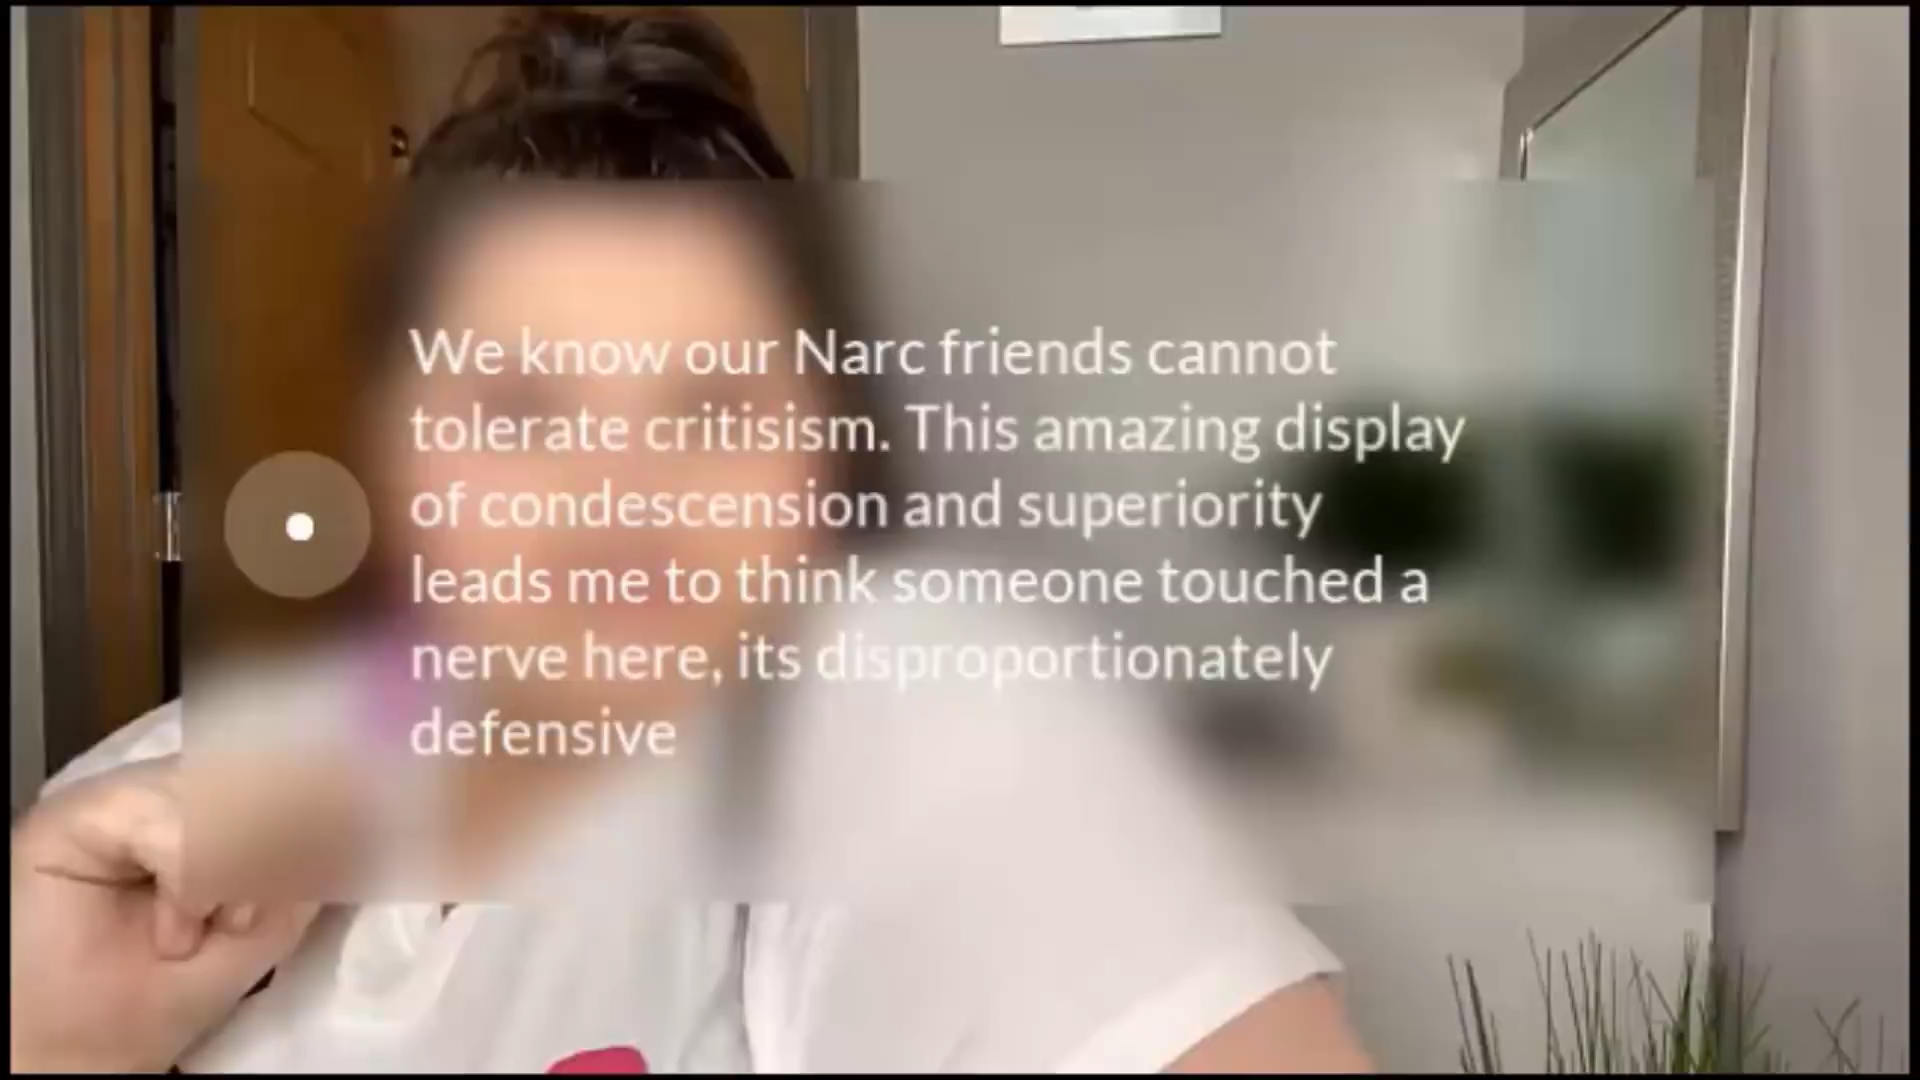 We know our Narc friends cannot
tolerate critisism. This amazing display
of condescension and superiority
leads me to think someone touched a
nerve here, its disproportionately
defensive